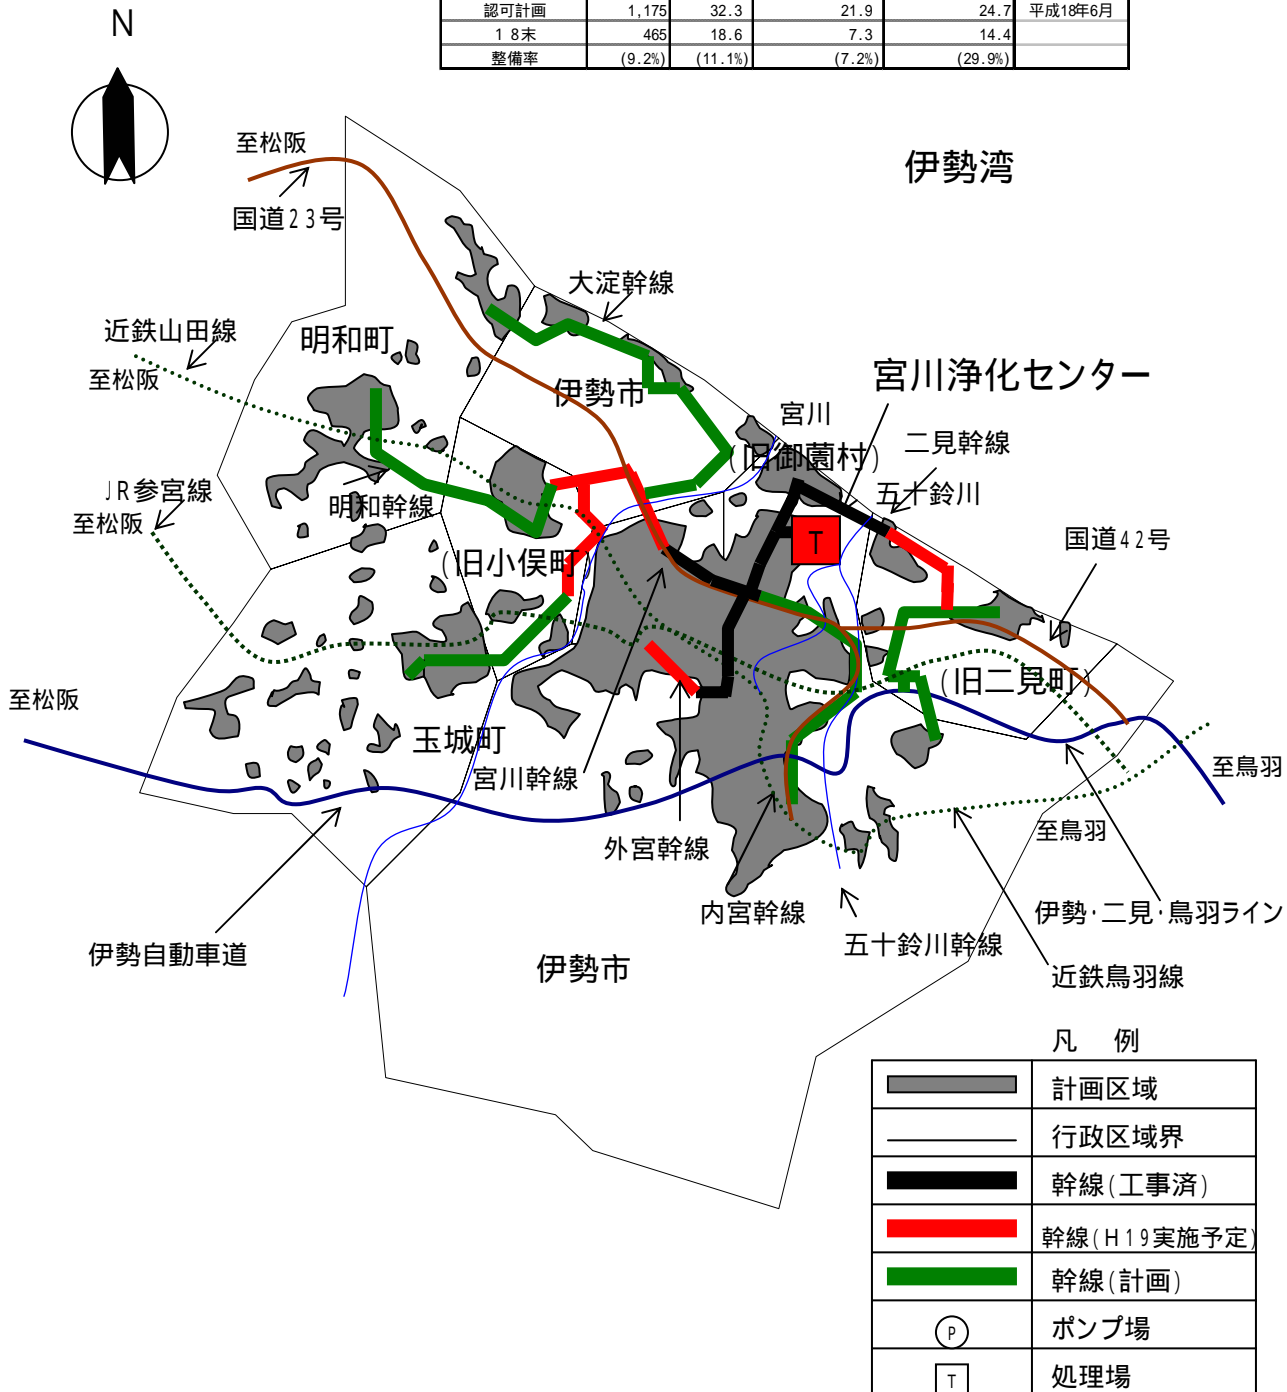 認可計画 1,175 32.3 21.9 24.7 平成18年6月
18末 465 18.6 7.3 14.4
整備率 (9.2%) (11.1%) (7.2%) (29.9%)
N
至松阪
伊勢湾
国道23号
大淀幹線
近鉄山田線
明和町
至松阪
宮川浄化センター
伊勢市
宮川
二見幹線
(旧御薗村)
JR参宮線
明和幹線
五十鈴川
至松阪
国道42号
T
(旧小俣町
(旧二見町)
至松阪
玉城町
宮川幹線
至鳥羽
外宮幹線
至鳥羽
内宮幹線
伊勢・二見・鳥羽ライン
伊勢自動車道
五十鈴川幹線
伊勢市
近鉄鳥羽線
凡 例
計画区域
行政区域界
幹線(工事済)
幹線(H19実施予定)
幹線(計画)
P ポンプ場
T 処理場